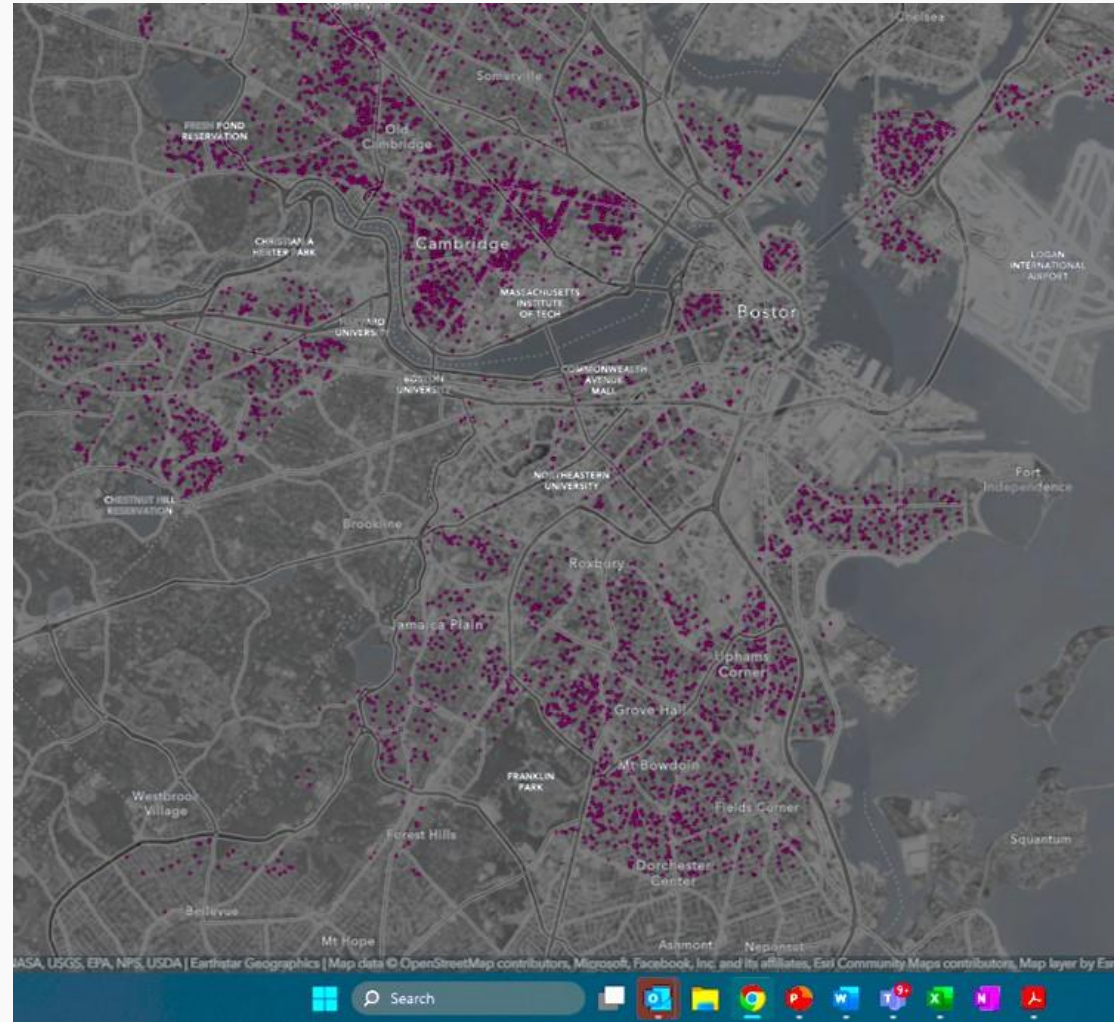 Somerville
Chelsea
Somerville
FRESH POND
RESERVATION
Old
Cambridge
CHRISTIAN A
HERTER PARK
Cambridge
LOGAN
INTERNATIONAL
AIRPORT
MASSACHUSETTS
INSTITUTE
OF TECH
Boston
HARVARD
UNIVERSITY
BOSTON
UNIVERSITY
COMMONWEALTH
AVENUE
MALL
NORTHEASTERN
UNIVERSITY
Fort
Independence
CHESTNUT HILL
RESERVATION
Brookline
Roxbury
Jamaica Plain
Uphams
Corner
Grove Hall
Mt Bowdoin
FRANKLIN
PARK
Westbrook
Village
Fields Corner
Forest Hills
Squantum
Dorchester
Center
Bellevue
Mt Hope
Ashmont
Neponset
NASA, USGS, EPA, NPS, USDA | Earthstar Geographics | Map data © OpenStreetMap contributors, Microsoft, Facebook, Inc. and its affiliates, Esri Community Maps contributors, Map layer by Esri
Search
9+